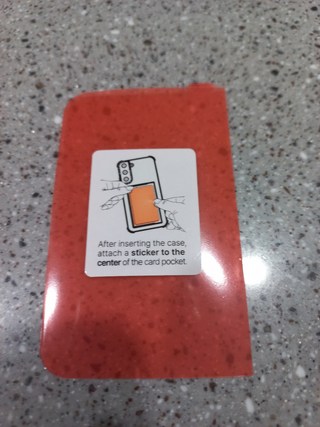 After inserting the case,
attach a sticker to the
center of the card pocket.